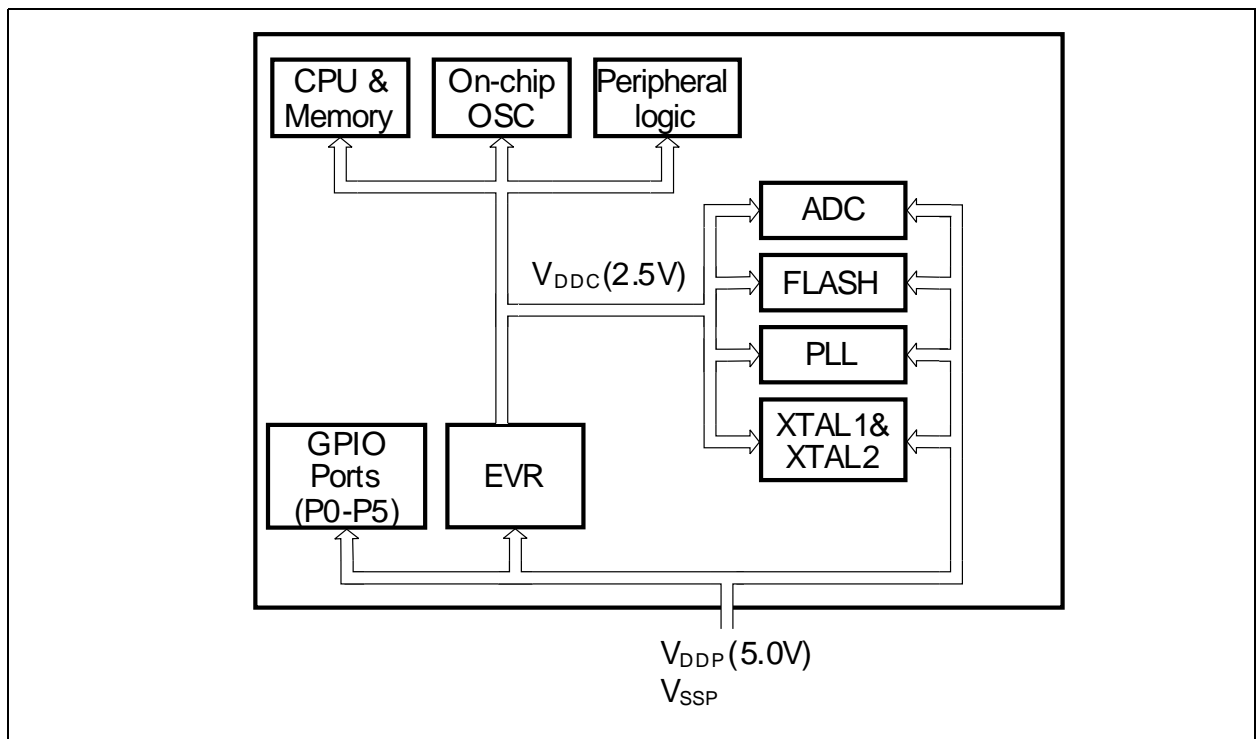 CPU &
Memory
On-chip
OSC
Peripheral
logic
ADC
VDDC(2.5V)
FLASH
PLL
XTAL1&
XTAL2
GPIO
Ports
(P0-P5)
EVR
VDDP(5.0V)
VSSP